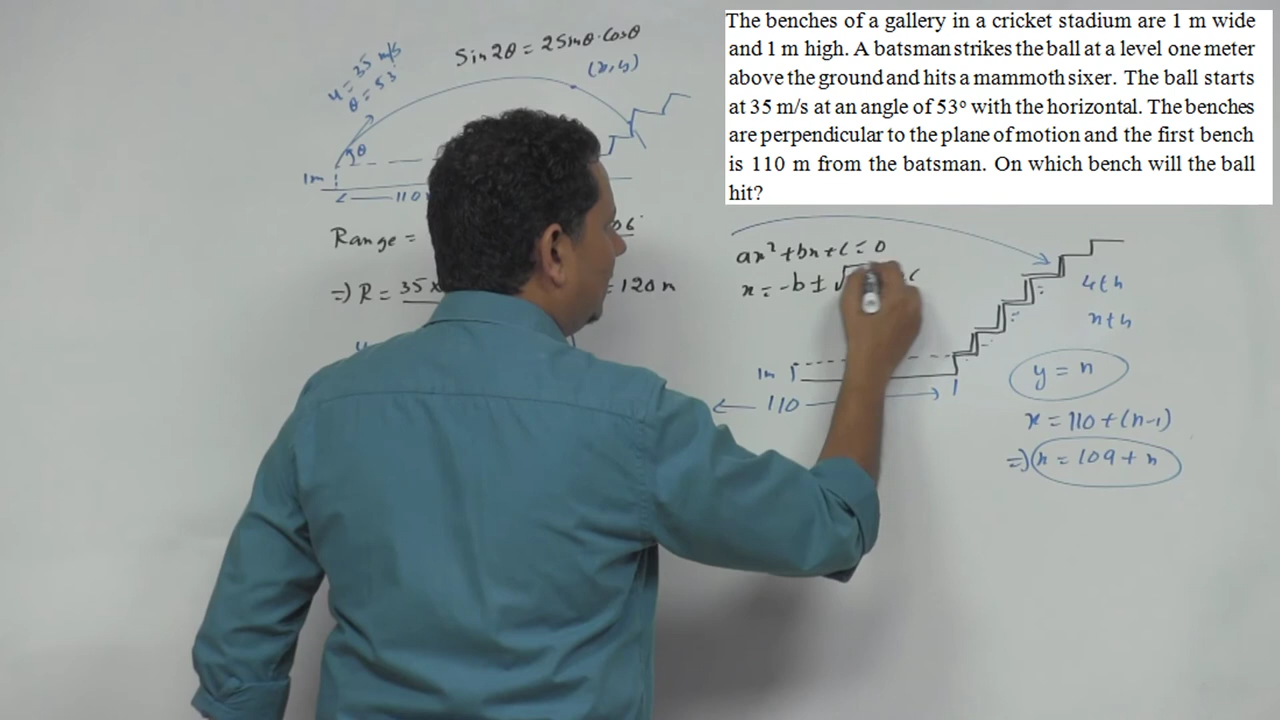 The benches of a gallery in a cricket stadium are 1 m wide
and 1 m high. A batsman strikes the ball at a level one meter
above the ground and hits a mammoth sixer. The ball starts
at 35 m/s at an angle of 53º with the horizontal. The benches
are perpendicular to the plane of motion and the first bench
is 110 m from the batsman. On which bench will the ball
hit?
Sin2θ = 2Sinθ.Cosθ
u = 35 m/s
θ = 53°
(x,y)
θ
1m
110
Range =
=) R = 35
= 120 m
ax²+bx+c=0
x = -b ± √
4th
nth
1m
110
1
y = n
x = 110+(n-1)
=) x = 109 + n